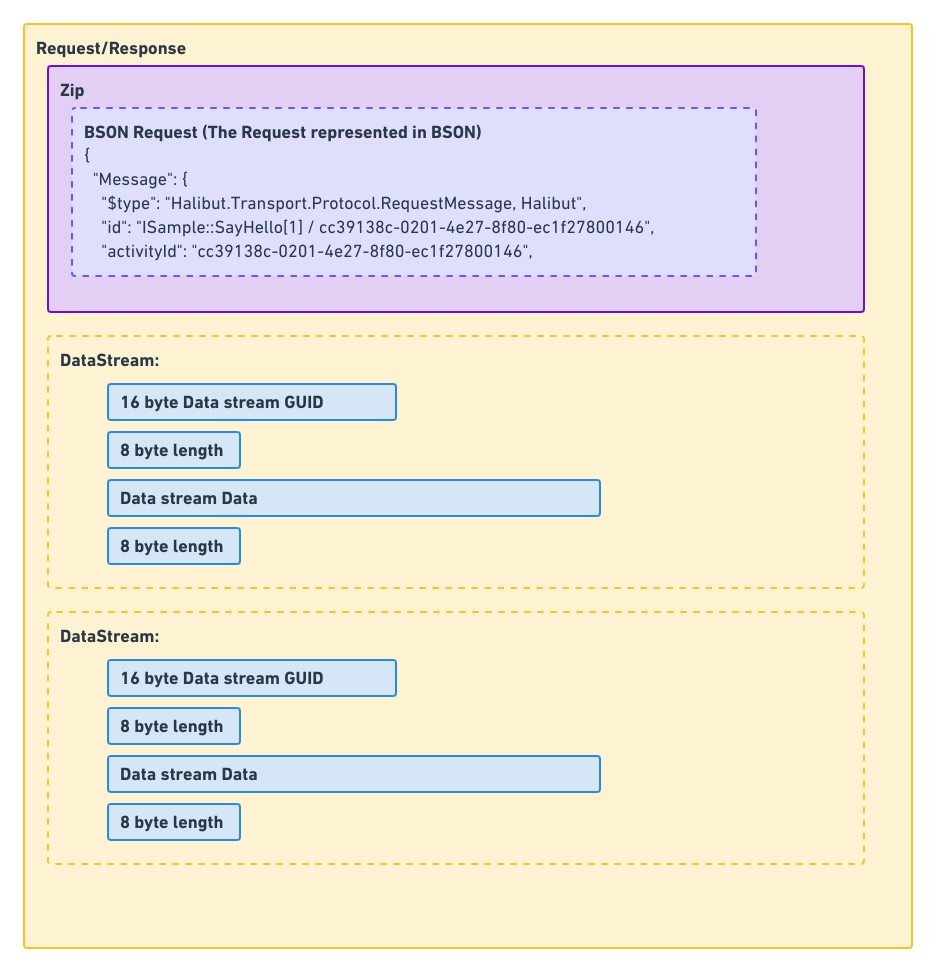 Request/Response
Zip
BSON Request (The Request represented in BSON)
{
"Message": {
"$type": "Halibut.Transport.Protocol.RequestMessage, Halibut",
"id": "ISample::SayHello[1] / cc39138c-0201-4e27-8f80-ec1f27800146",
"activityId": "cc39138c-0201-4e27-8f80-ec1f27800146",
DataStream:
16 byte Data stream GUID
8 byte length
Data stream Data
8 byte length
DataStream:
16 byte Data stream GUID
8 byte length
Data stream Data
8 byte length